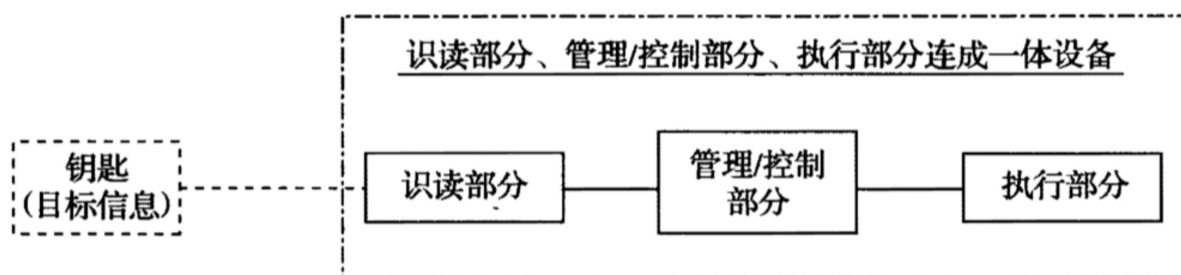 识读部分、管理/控制部分、执行部分连成一体设备
钥匙
(目标信息)
识读部分
管理/控制
部分
执行部分